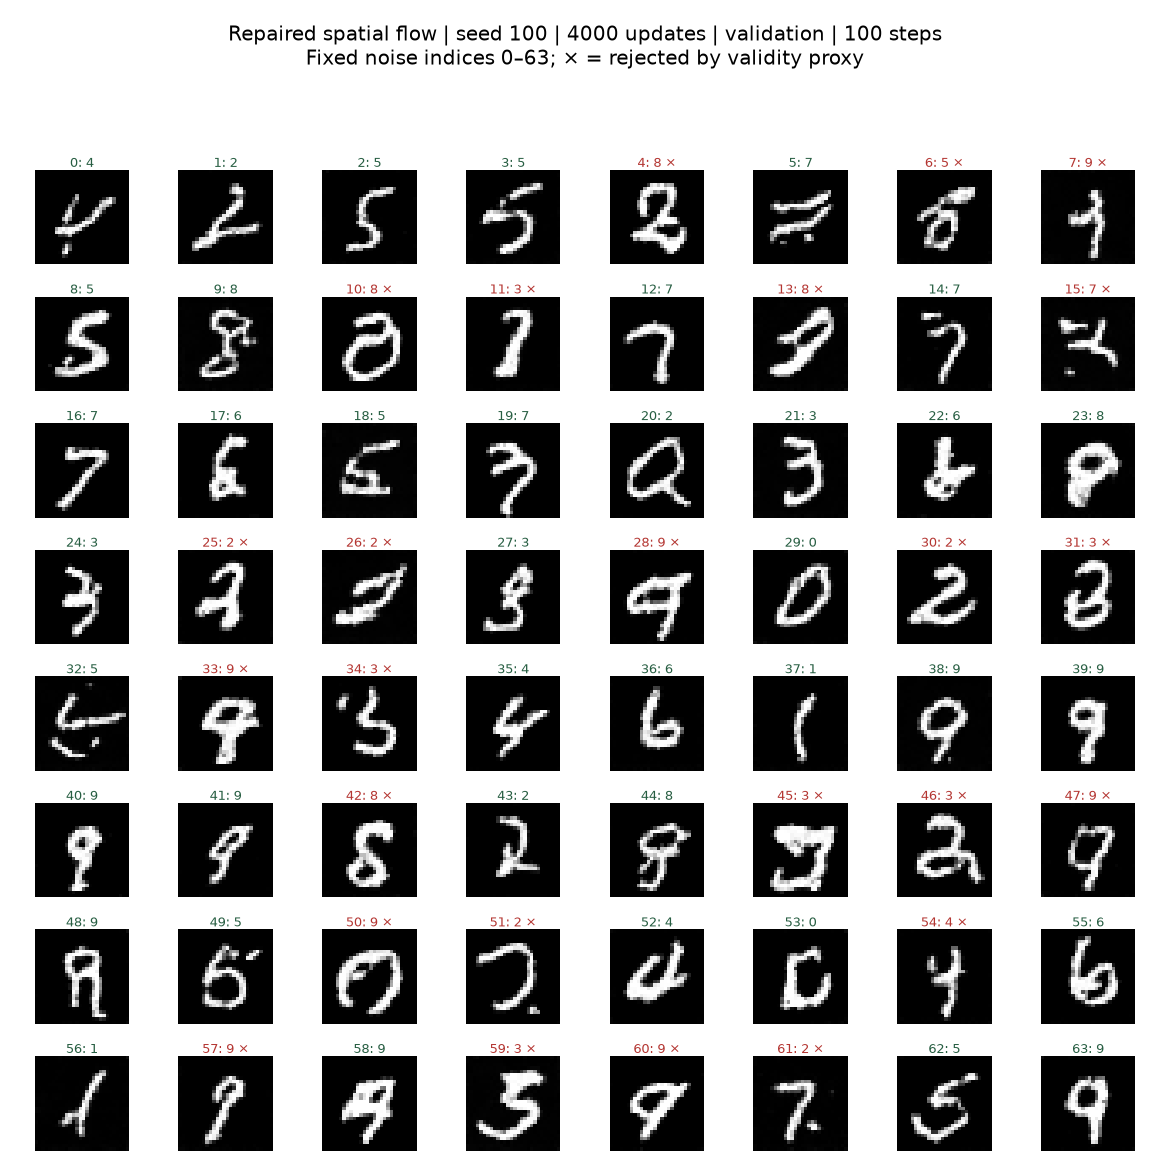 Repaired spatial flow | seed 100 | 4000 updates | validation | 100 steps
Fixed noise indices 0–63; × = rejected by validity proxy
0: 4 1: 2 2: 5 3: 5 4: 8 × 5: 7 6: 5 × 7: 9 ×
8: 5 9: 8 10: 8 × 11: 3 × 12: 7 13: 8 × 14: 7 15: 7 ×
16: 7 17: 6 18: 5 19: 7 20: 2 21: 3 22: 6 23: 8
24: 3 25: 2 × 26: 2 × 27: 3 28: 9 × 29: 0 30: 2 × 31: 3 ×
32: 5 33: 9 × 34: 3 × 35: 4 36: 6 37: 1 38: 9 39: 9
40: 9 41: 9 42: 8 × 43: 2 44: 8 45: 3 × 46: 3 × 47: 9 ×
48: 9 49: 5 50: 9 × 51: 2 × 52: 4 53: 0 54: 4 × 55: 6
56: 1 57: 9 × 58: 9 59: 3 × 60: 9 × 61: 2 × 62: 5 63: 9